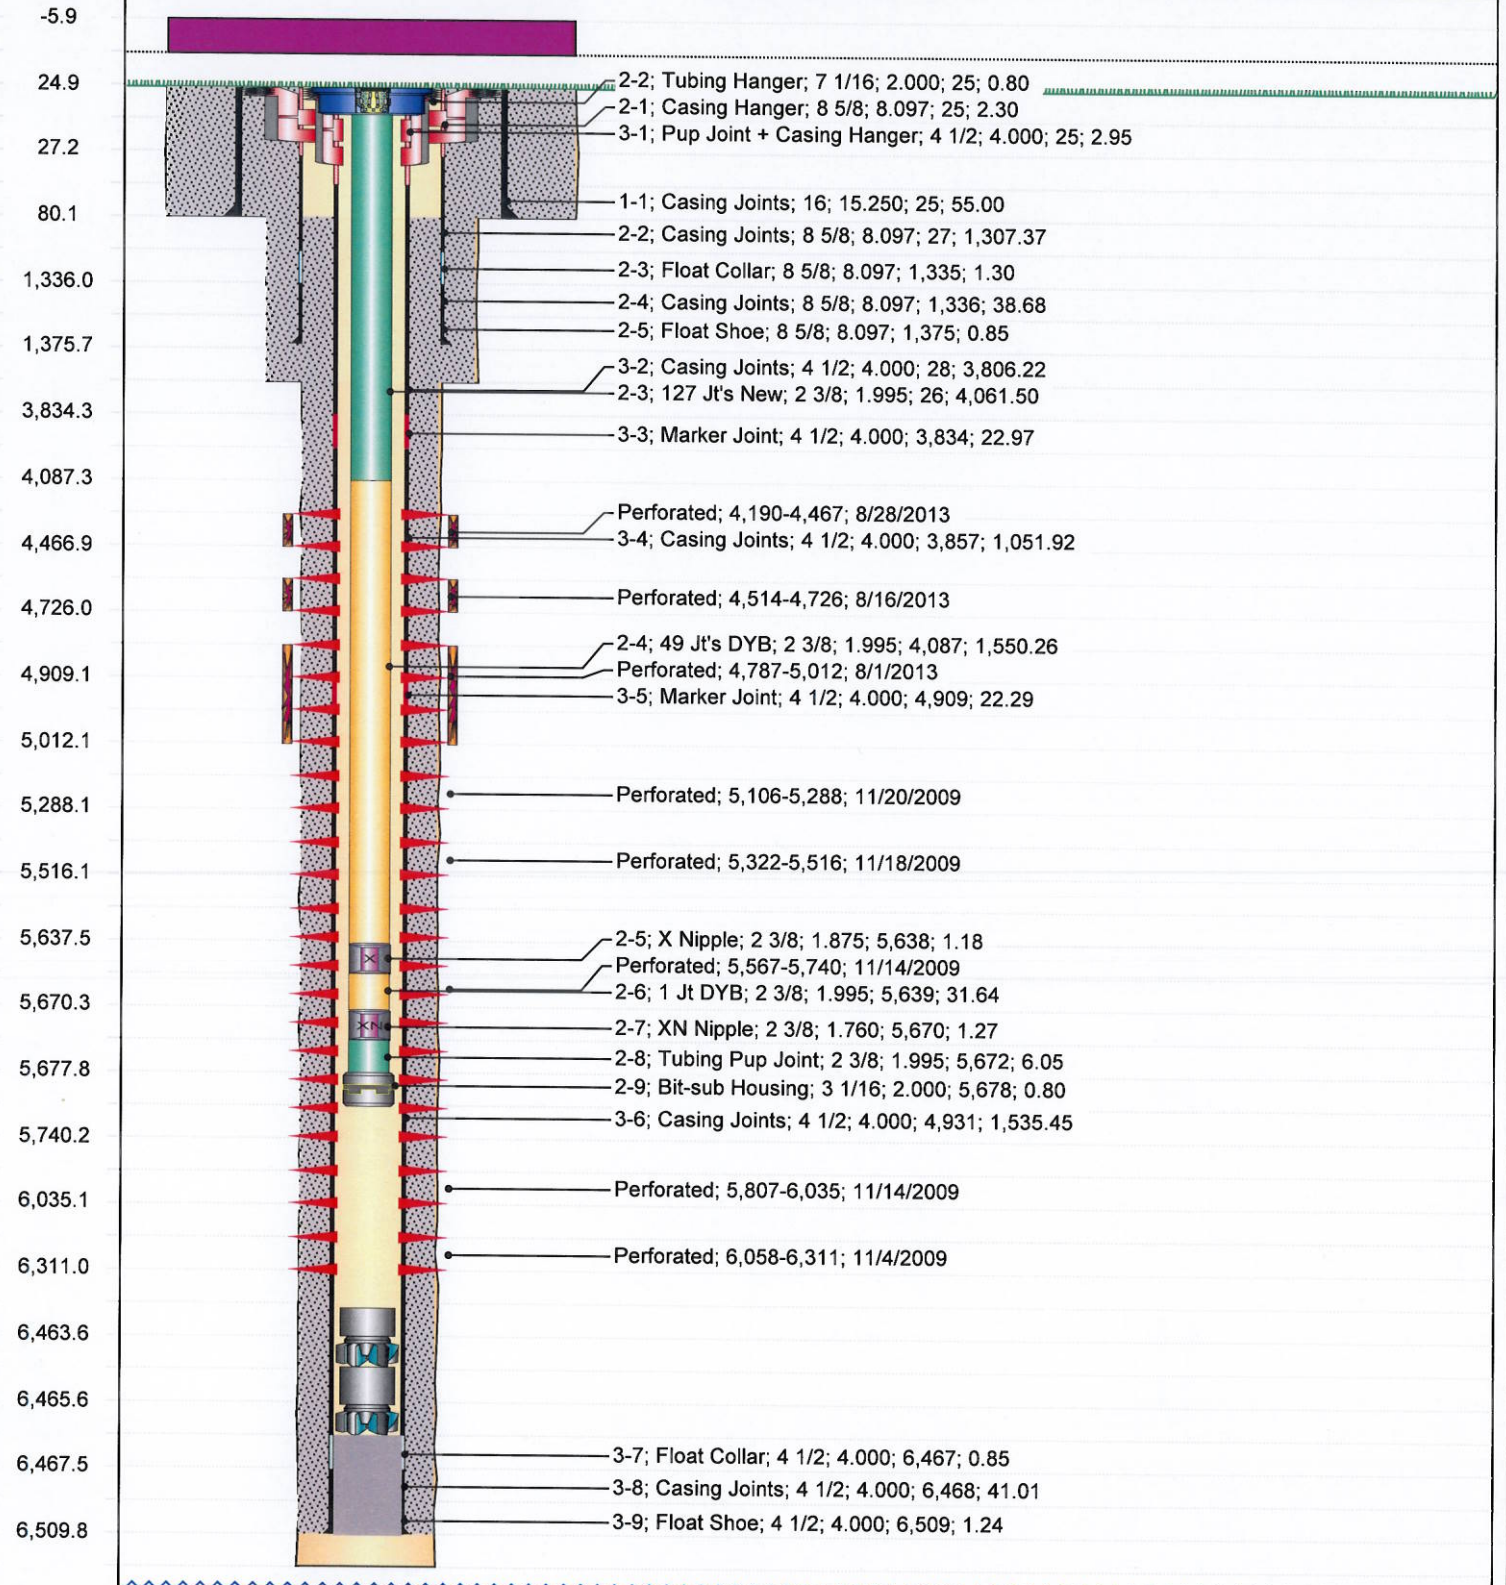 -5.9
24.9
2-2; Tubing Hanger; 7 1/16; 2.000; 25; 0.80
2-1; Casing Hanger; 8 5/8; 8.097; 25; 2.30
3-1; Pup Joint + Casing Hanger; 4 1/2; 4.000; 25; 2.95
27.2
1-1; Casing Joints; 16; 15.250; 25; 55.00
80.1
2-2; Casing Joints; 8 5/8; 8.097; 27; 1,307.37
2-3; Float Collar; 8 5/8; 8.097; 1,335; 1.30
1,336.0
2-4; Casing Joints; 8 5/8; 8.097; 1,336; 38.68
2-5; Float Shoe; 8 5/8; 8.097; 1,375; 0.85
1,375.7
3-2; Casing Joints; 4 1/2; 4.000; 28; 3,806.22
2-3; 127 Jt's New; 2 3/8; 1.995; 26; 4,061.50
3,834.3
3-3; Marker Joint; 4 1/2; 4.000; 3,834; 22.97
4,087.3
Perforated; 4,190-4,467; 8/28/2013
3-4; Casing Joints; 4 1/2; 4.000; 3,857; 1,051.92
4,466.9
Perforated; 4,514-4,726; 8/16/2013
4,726.0
2-4; 49 Jt's DYB; 2 3/8; 1.995; 4,087; 1,550.26
Perforated; 4,787-5,012; 8/1/2013
4,909.1
3-5; Marker Joint; 4 1/2; 4.000; 4,909; 22.29
5,012.1
Perforated; 5,106-5,288; 11/20/2009
5,288.1
Perforated; 5,322-5,516; 11/18/2009
5,516.1
5,637.5
2-5; X Nipple; 2 3/8; 1.875; 5,638; 1.18
X
Perforated; 5,567-5,740; 11/14/2009
2-6; 1 Jt DYB; 2 3/8; 1.995; 5,639; 31.64
5,670.3
XN
2-7; XN Nipple; 2 3/8; 1.760; 5,670; 1.27
2-8; Tubing Pup Joint; 2 3/8; 1.995; 5,672; 6.05
5,677.8
2-9; Bit-sub Housing; 3 1/16; 2.000; 5,678; 0.80
3-6; Casing Joints; 4 1/2; 4.000; 4,931; 1,535.45
5,740.2
Perforated; 5,807-6,035; 11/14/2009
6,035.1
Perforated; 6,058-6,311; 11/4/2009
6,311.0
6,463.6
6,465.6
3-7; Float Collar; 4 1/2; 4.000; 6,467; 0.85
6,467.5
3-8; Casing Joints; 4 1/2; 4.000; 6,468; 41.01
3-9; Float Shoe; 4 1/2; 4.000; 6,509; 1.24
6,509.8